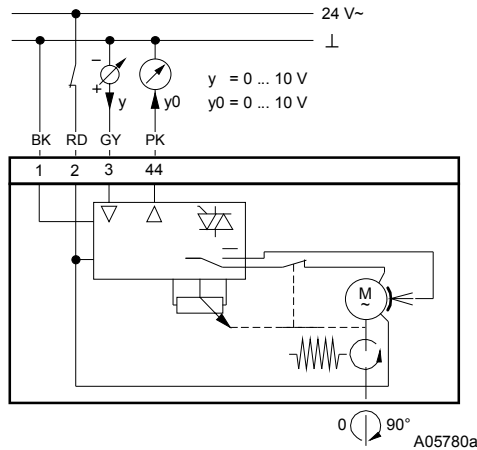 24 V~
⊥
y = 0 ... 10 V
y0 = 0 ... 10 V
− + y y0
BK RD GY PK
1 2 3 44
M
~
0 90°
A05780a